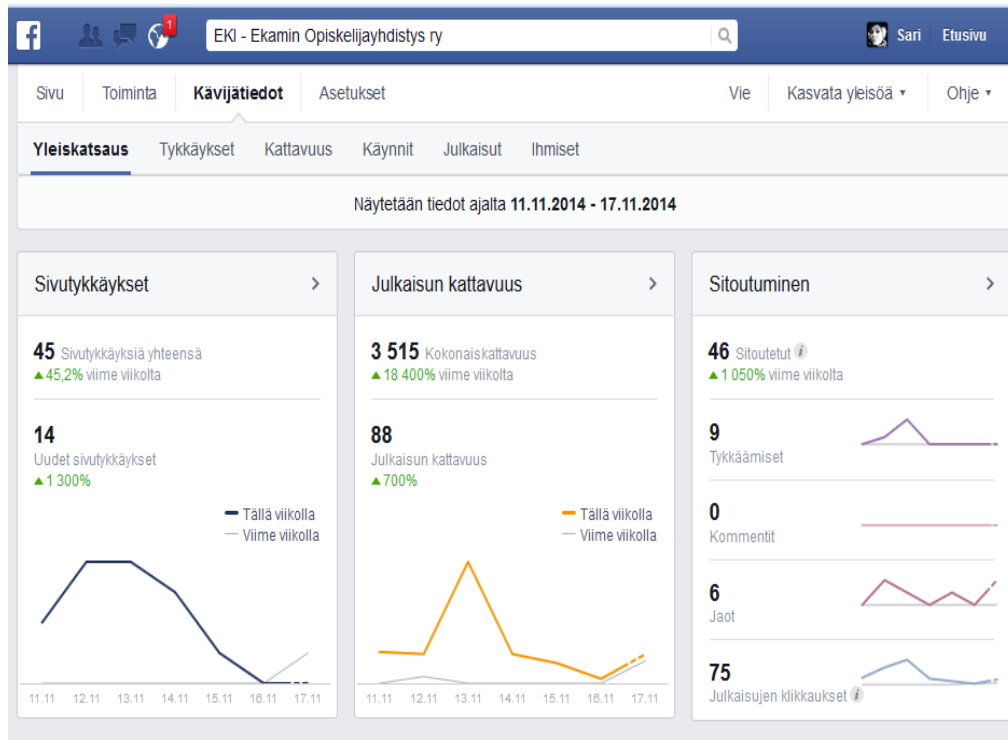 f
1
EKI - Ekamin Opiskelijayhdistys ry
Sari Etusivu
Sivu Toiminta Kävijätiedot Asetukset Vie Kasvata yleisöä Ohje
Yleiskatsaus Tykkäykset Kattavuus Käynnit Julkaisut Ihmiset
Näytetään tiedot ajalta 11.11.2014 - 17.11.2014
Sivutykkäykset
45 Sivutykkäyksiä yhteensä
45,2% viime viikolta
14
Uudet sivutykkäykset
1 300%
Tällä viikolla
Viime viikolla
11.11 12.11 13.11 14.11 15.11 16.11 17.11
Julkaisun kattavuus
3 515 Kokonaiskattavuus
18 400% viime viikolta
88
Julkaisun kattavuus
700%
Tällä viikolla
Viime viikolla
11.11 12.11 13.11 14.11 15.11 16.11 17.11
Sitoutuminen
46 Sitoutetut i
1 050% viime viikolta
9
Tykkäämiset
0
Kommentit
6
Jaot
75
Julkaisujen klikkaukset i